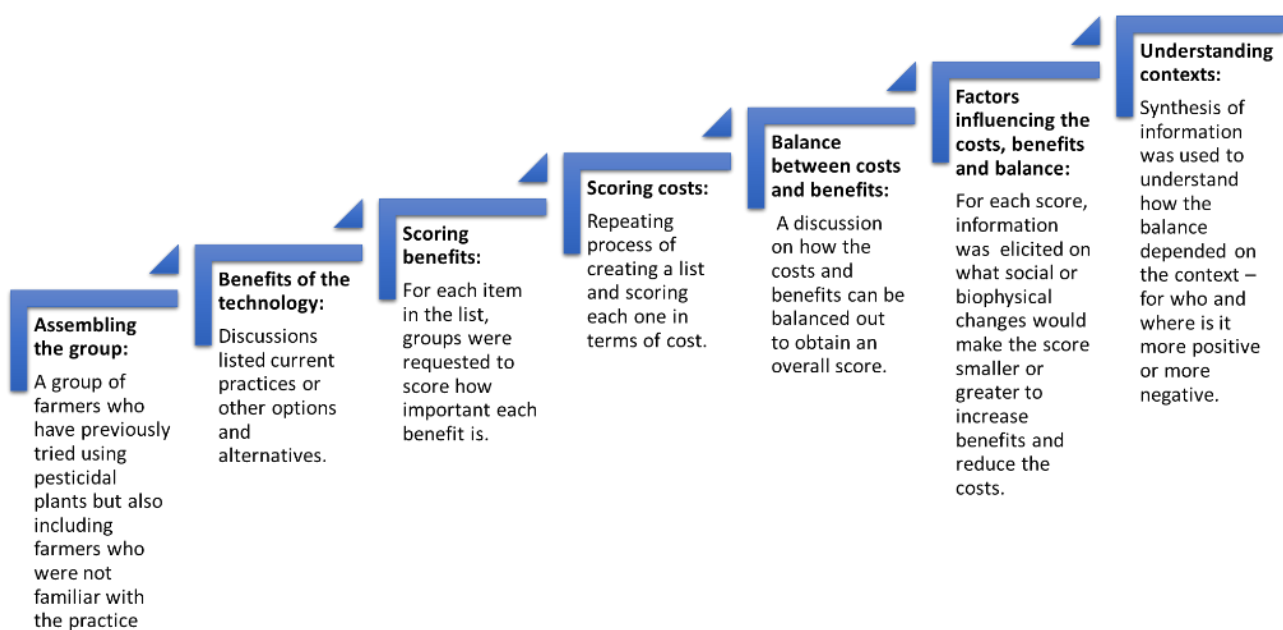 Assembling
the group:
A group of
farmers who
have previously
tried using
pesticidal
plants but also
including
farmers who
were not
familiar with
the practice
Benefits of the
technology:
Discussions
listed current
practices or
other options
and
alternatives.
Scoring
benefits:
For each item
in the list,
groups were
requested to
score how
important each
benefit is.
Scoring costs:
Repeating
process of
creating a list
and scoring
each one in
terms of cost.
Balance
between costs
and benefits:
A discussion
on how the
costs and
benefits can be
balanced out
to obtain an
overall score.
Factors
influencing the
costs, benefits
and balance:
For each score,
information
was elicited on
what social or
biophysical
changes would
make the score
smaller or
greater to
increase
benefits and
reduce the
costs.
Understanding
contexts:
Synthesis of
information
was used to
understand
how the
balance
depended on
the context –
for who and
where is it
more positive
or more
negative.